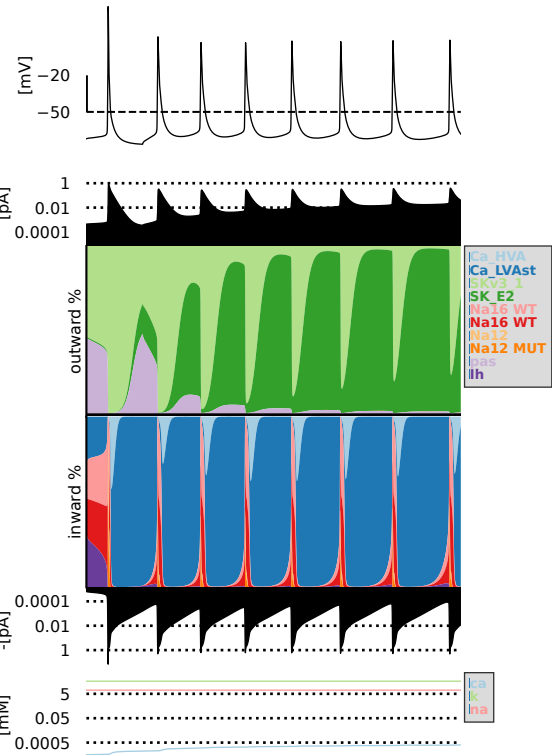 [mV]
−20
−50
[pA]
1
0.01
0.0001
outward %
Ca_HVA
Ca_LVAst
SKv3_1
SK_E2
Na16 WT
Na16 WT
Na12
Na12 MUT
pas
Ih
inward %
-[pA]
0.0001
0.01
1
[mM]
5
0.05
0.0005
ca
k
na